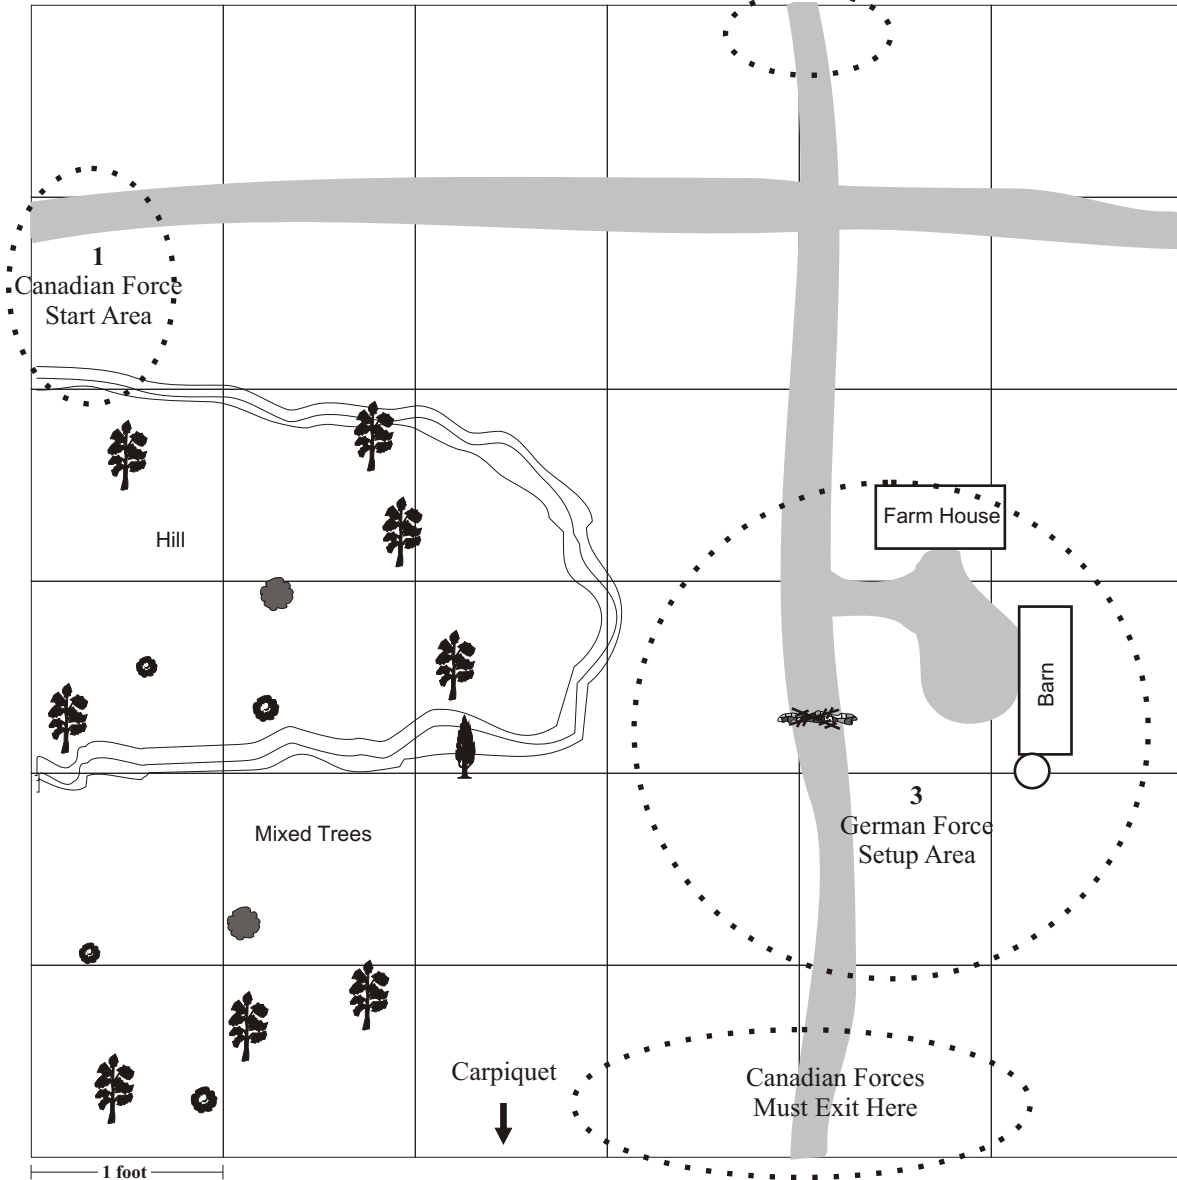 1
Canadian Force
Start Area
Farm House
Hill
Barn
3
German Force
Setup Area
Mixed Trees
Carpiquet
Canadian Forces
Must Exit Here
1 foot